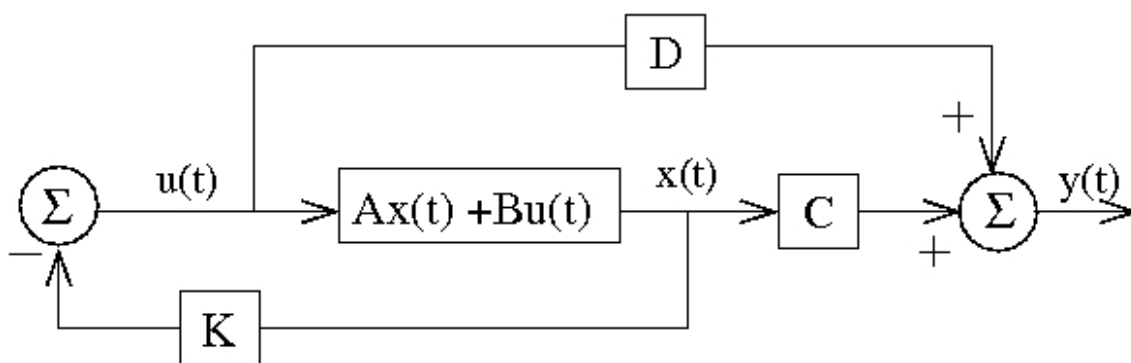 D
+
u(t)
x(t)
y(t)
Σ
Ax(t) +Bu(t)
C
Σ
−
+
K